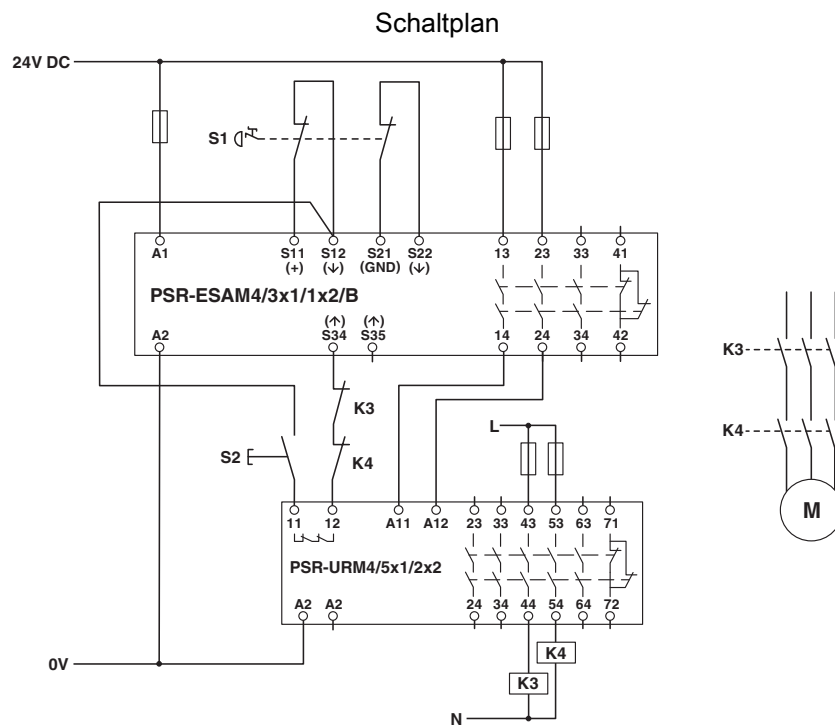 Schaltplan
24V DC
S1
A1 S11 S12 S21 S22 13 23 33 41
(+) (↓) (GND) (↓)
PSR-ESAM4/3x1/1x2/B
(↑) (↑)
A2 S34 S35 14 24 34 42
K3
K3
L
K4
S2 K4
M
11 12 A11 A12 23 33 43 53 63 71
PSR-URM4/5x1/2x2
A2 A2 24 34 44 54 64 72
0V
K4
K3
N